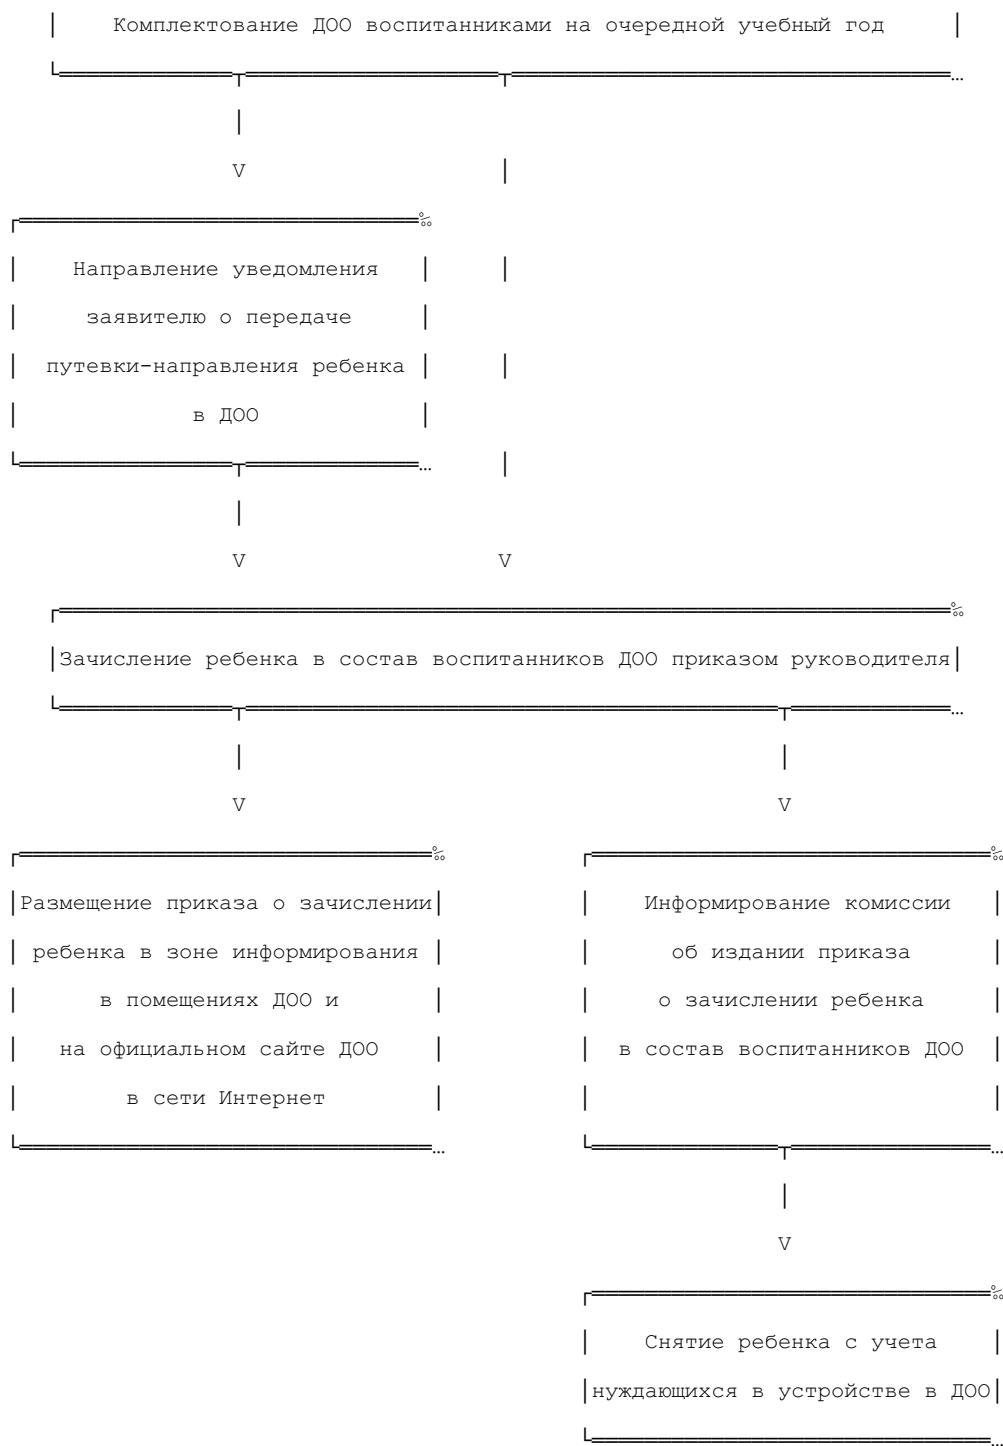 Комплектование ДОО воспитанниками на очередной учебный год
V
Направление уведомления
заявителю о передаче
путевки-направления ребенка
в ДОО
V V
Зачисление ребенка в состав воспитанников ДОО приказом руководителя
V V
Размещение приказа о зачислении
ребенка в зоне информирования
в помещениях ДОО и
на официальном сайте ДОО
в сети Интернет
Информирование комиссии
об издании приказа
о зачислении ребенка
в состав воспитанников ДОО
V
Снятие ребенка с учета
нуждающихся в устройстве в ДОО